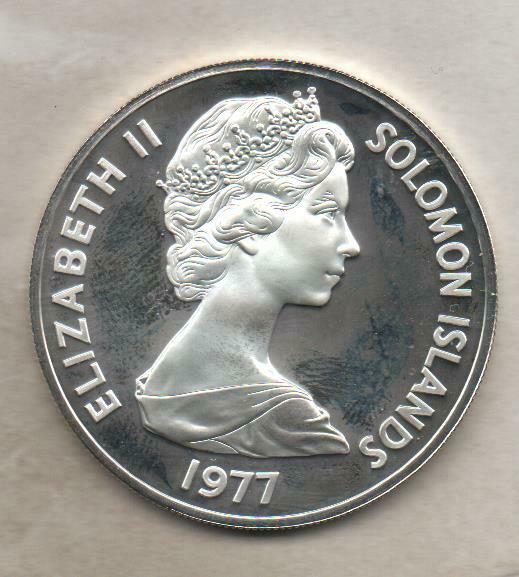 ELIZABETH II
SOLOMON ISLANDS
1977